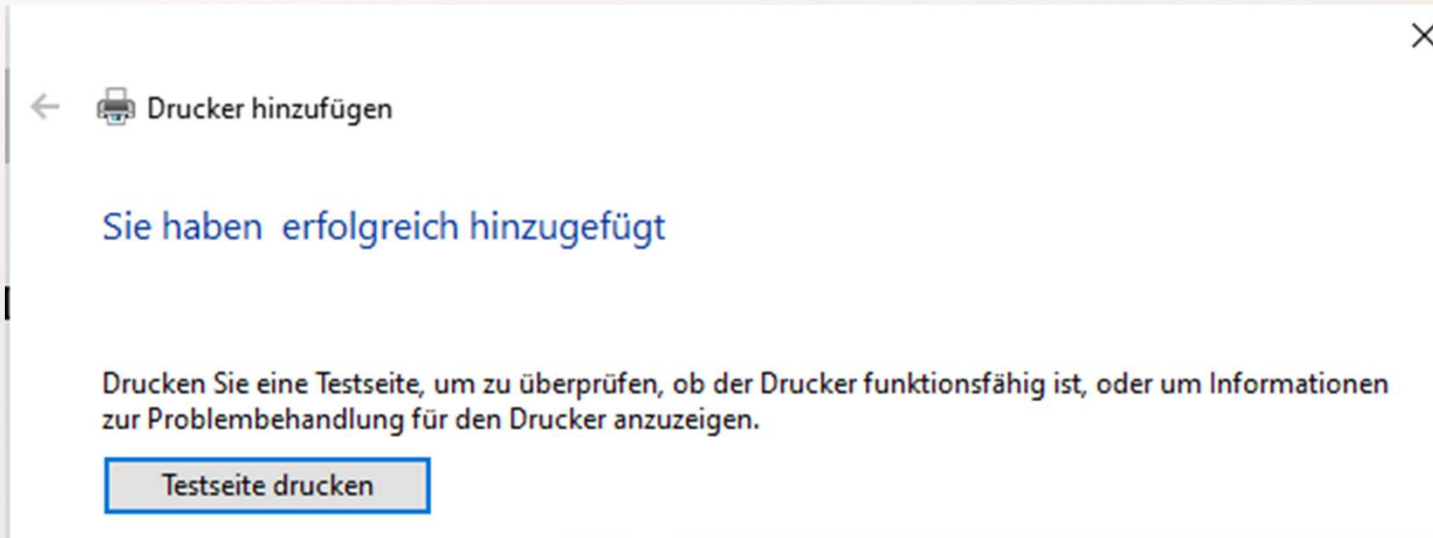 Drucker hinzufügen
Sie haben  erfolgreich hinzugefügt
Drucken Sie eine Testseite, um zu überprüfen, ob der Drucker funktionsfähig ist, oder um Informationen
zur Problembehandlung für den Drucker anzuzeigen.
Testseite drucken